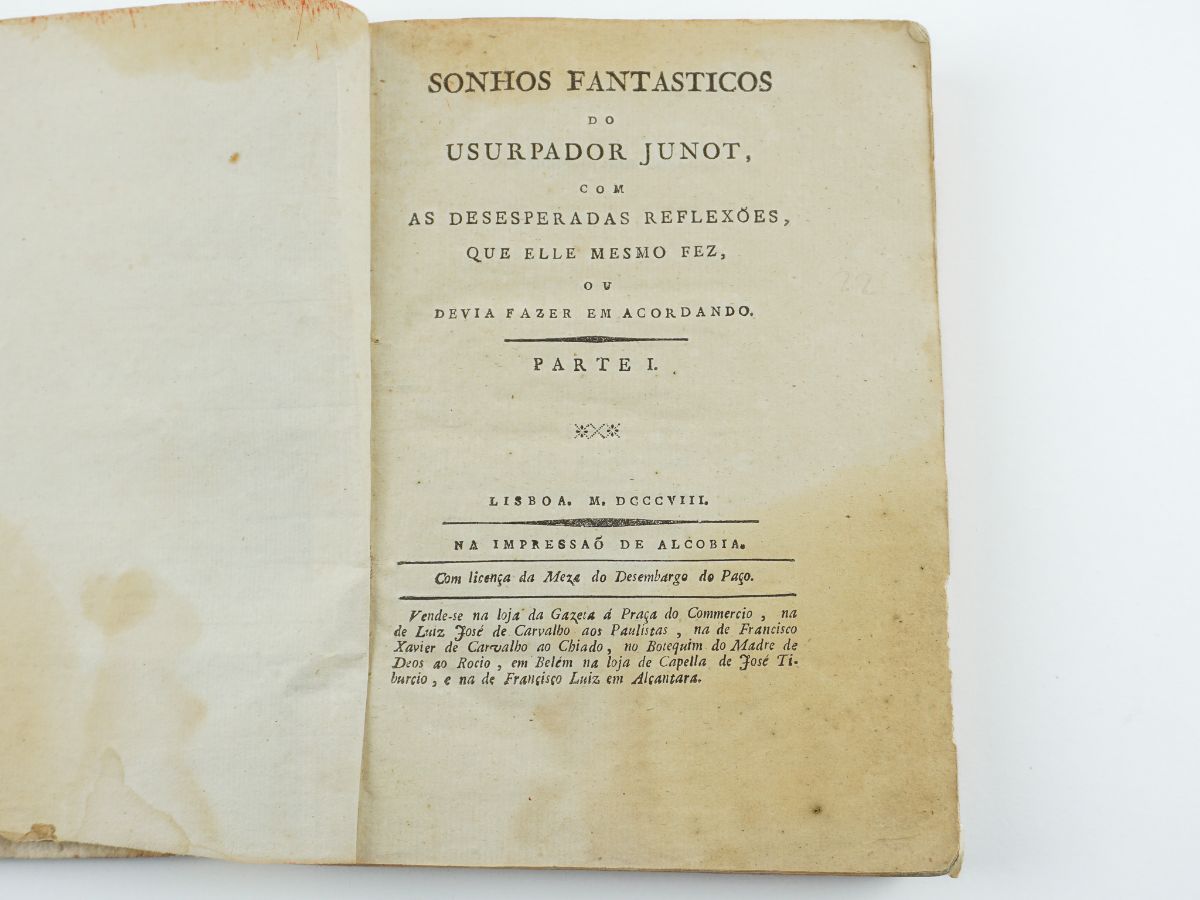 SONHOS FANTASTICOS
DO
USURPADOR JUNOT,
COM
AS DESESPERADAS REFLEXÕES,
QUE ELLE MESMO FEZ,
OU
DEVIA FAZER EM ACORDANDO.
PARTE I.
22
LISBOA. M. DCCCVIII.
NA IMPRESSAÕ DE ALCOBIA.
Com licença da Meza do Desembargo do Paço.
Vende-se na loja da Gazeta á Praça do Commercio, na
de Luiz José de Carvalho aos Paulistas, na de Francisco
Xavier de Carvalho ao Chiado, no Botequim do Madre de
Deos ao Rocio, em Belém na loja de Capella de José Ti-
burcio, e na de Françisço Luiz em Alçantara.